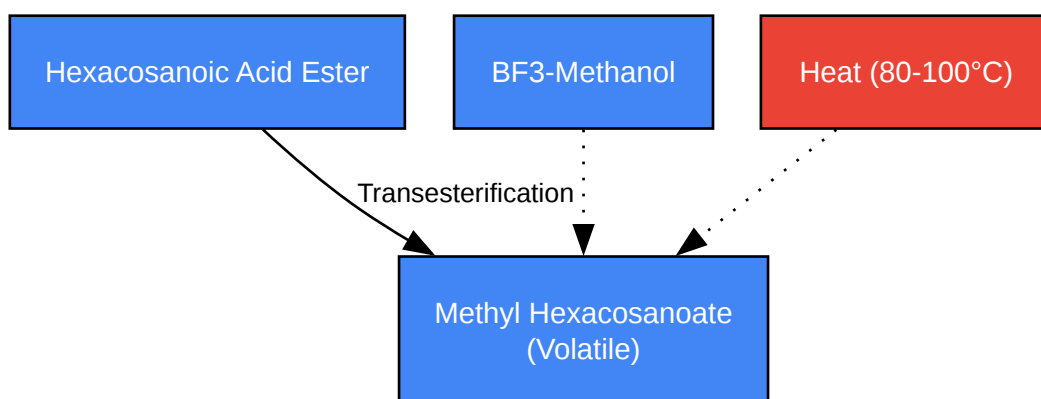 Hexacosanoic Acid Ester
BF3-Methanol
Heat (80-100°C)
Transesterification
Methyl Hexacosanoate
(Volatile)